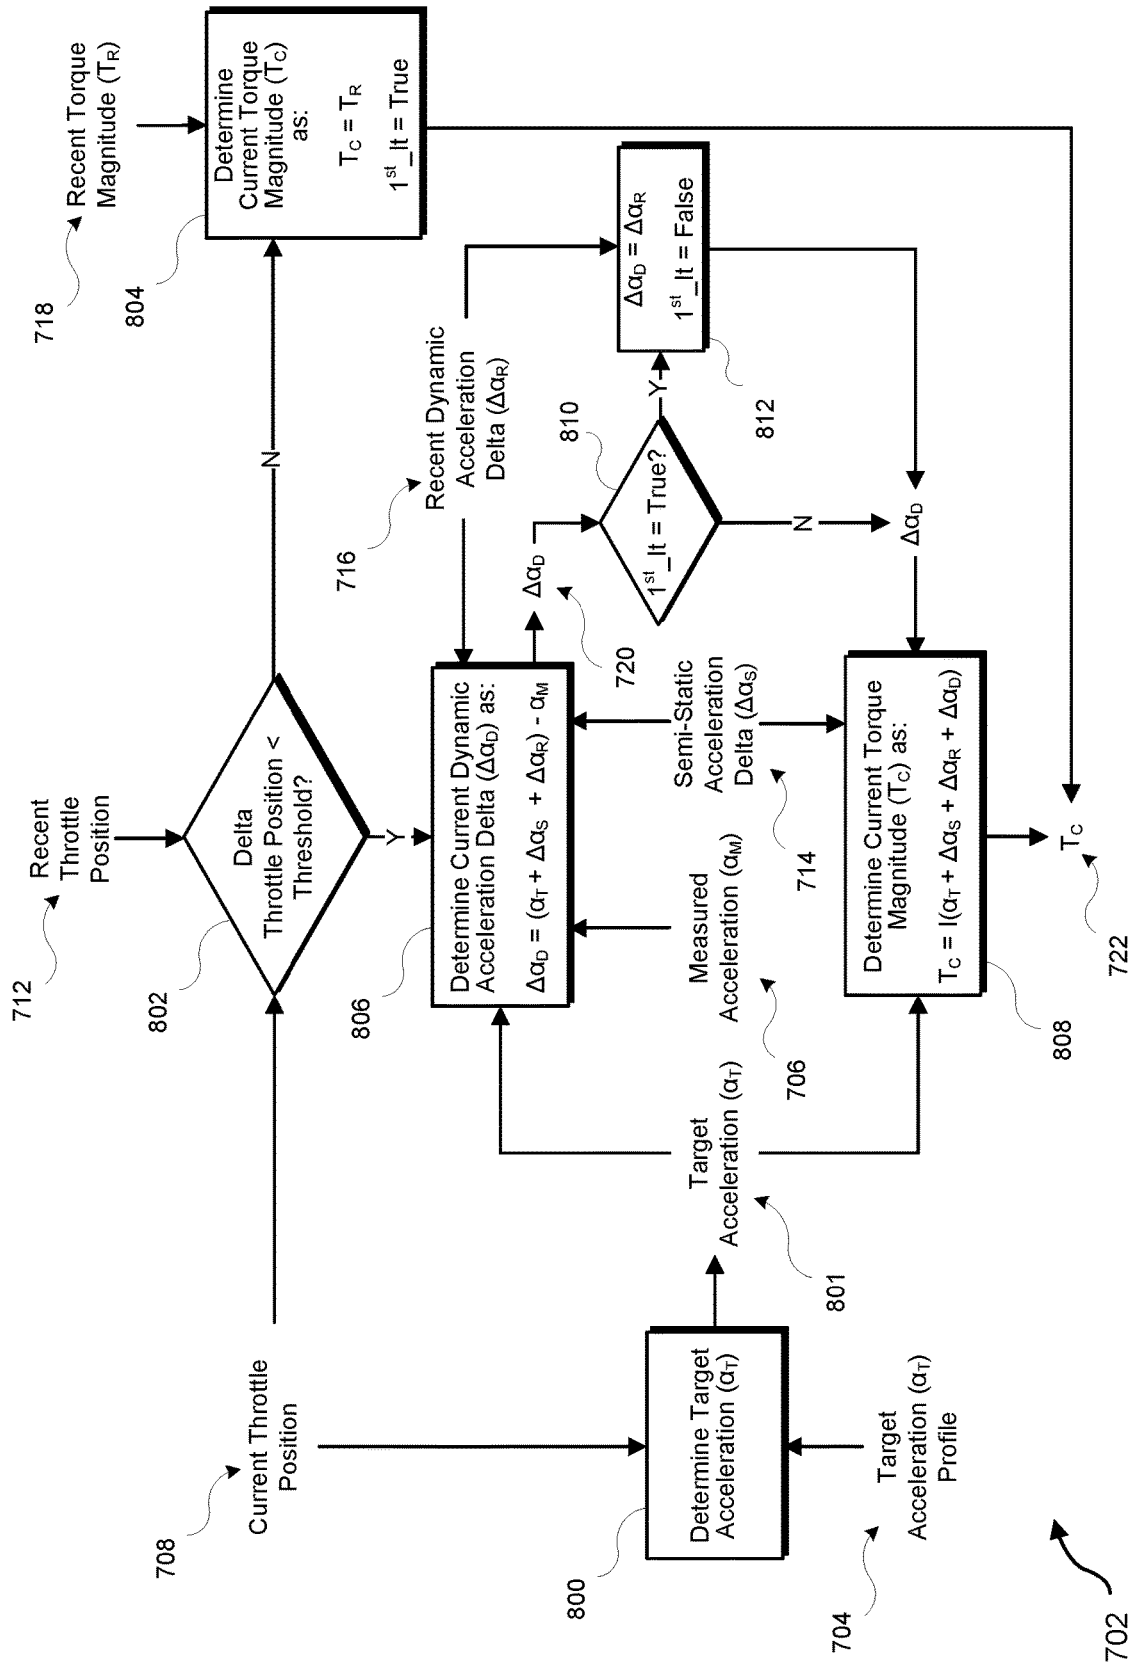 708
Current Throttle
Position
712
Recent
Throttle
Position
802
Delta
Throttle Position <
Threshold?
N
Y
718
Recent Torque
Magnitude (TR)
804
Determine
Current Torque
Magnitude (TC)
as:
TC = TR
1st_It = True
716
Recent Dynamic
Acceleration
Delta (ΔαR)
806
Determine Current Dynamic
Acceleration Delta (ΔαD) as:
ΔαD = (αT + ΔαS + ΔαR) - αM
ΔαD
720
810
1st_It = True?
Y
N
ΔαD = ΔαR
1st_It = False
812
800
Determine Target
Acceleration (αT)
Target
Acceleration (αT)
801
Measured
Acceleration (αM)
706
Semi-Static
Acceleration
Delta (ΔαS)
714
704
Target
Acceleration (αT)
Profile
Determine Current Torque
Magnitude (TC) as:
TC = I((αT + ΔαS + ΔαR + ΔαD)
808
ΔαD
TC
722
702